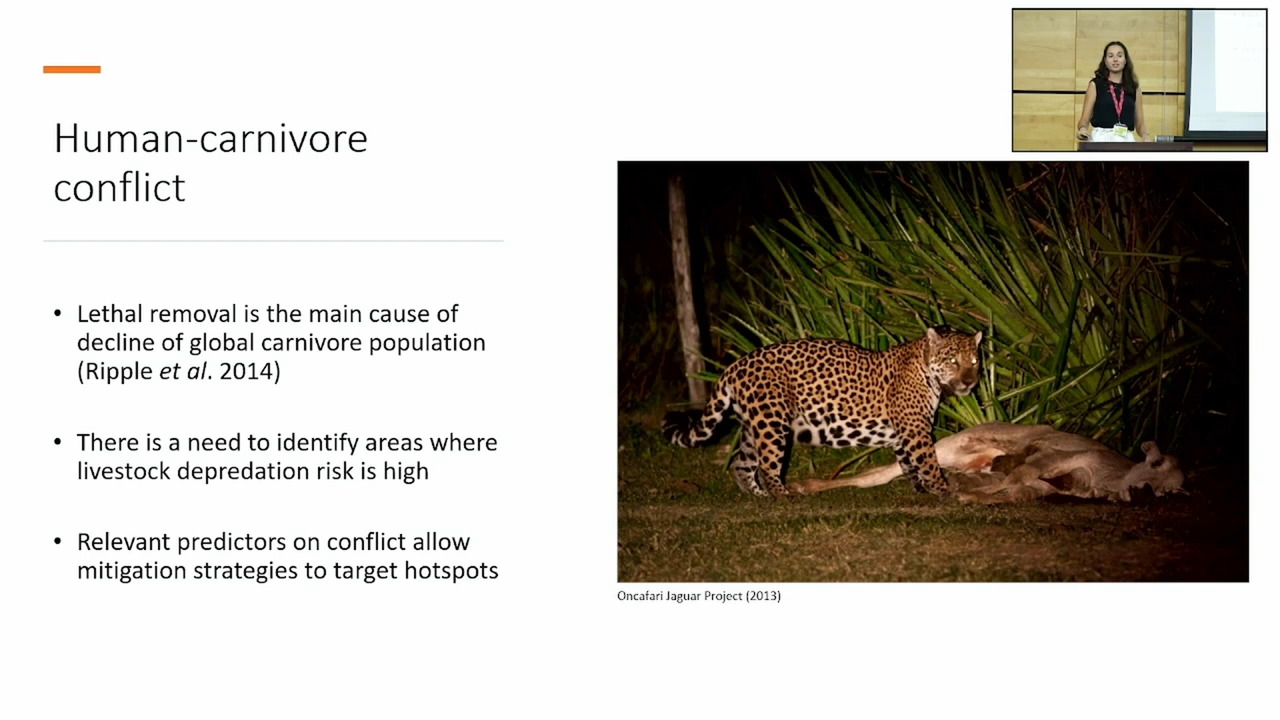 Human-carnivore
conflict
• Lethal removal is the main cause of
decline of global carnivore population
(Ripple et al. 2014)
• There is a need to identify areas where
livestock depredation risk is high
• Relevant predictors on conflict allow
mitigation strategies to target hotspots
Oncafari Jaguar Project (2013)